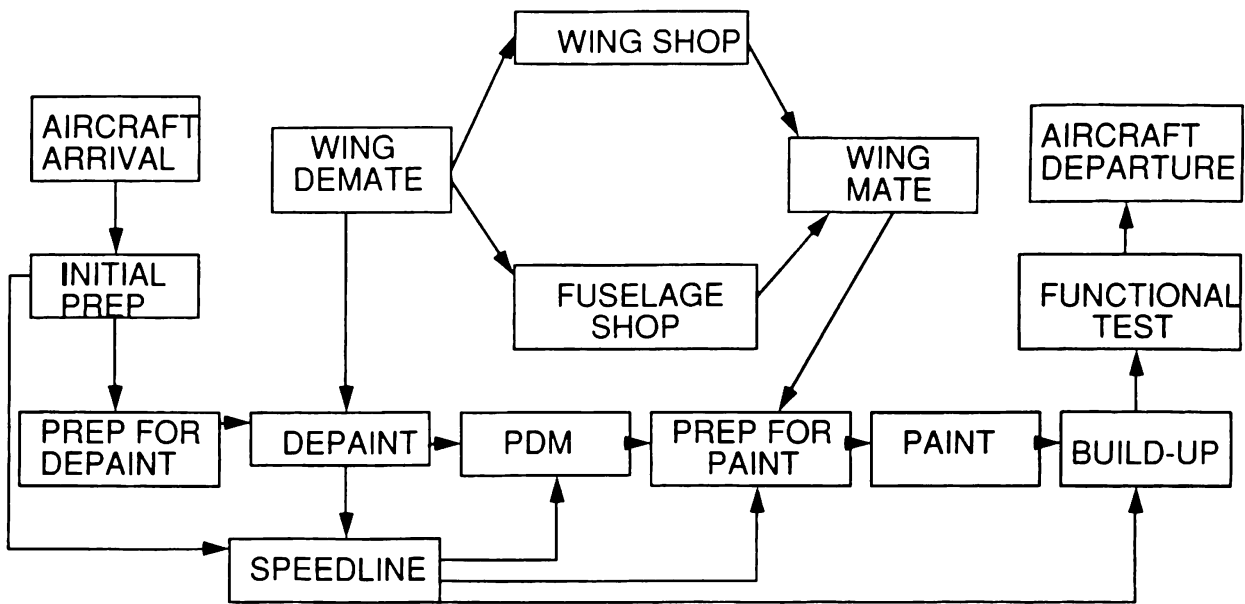 WING SHOP
AIRCRAFT
ARRIVAL
WING
DEMATE
WING
MATE
AIRCRAFT
DEPARTURE
INITIAL
PREP
FUSELAGE
SHOP
FUNCTIONAL
TEST
PREP FOR
DEPAINT
DEPAINT
PDM
PREP FOR
PAINT
PAINT
BUILD-UP
SPEEDLINE